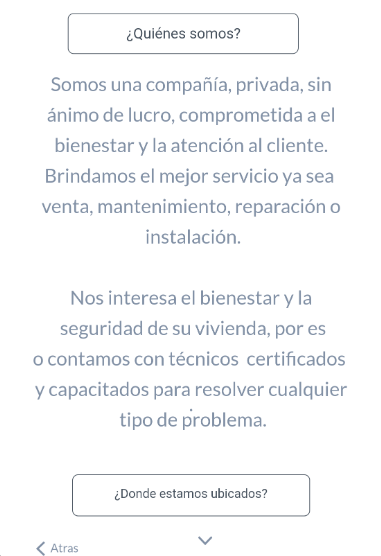 ¿Quiénes somos?
Somos una compañía, privada, sin
ánimo de lucro, comprometida a el
bienestar y la atención al cliente.
Brindamos el mejor servicio ya sea
venta, mantenimiento, reparación o
instalación.
Nos interesa el bienestar y la
seguridad de su vivienda, por es
o contamos con técnicos certificados
y capacitados para resolver cualquier
tipo de problema.
¿Donde estamos ubicados?
Atras